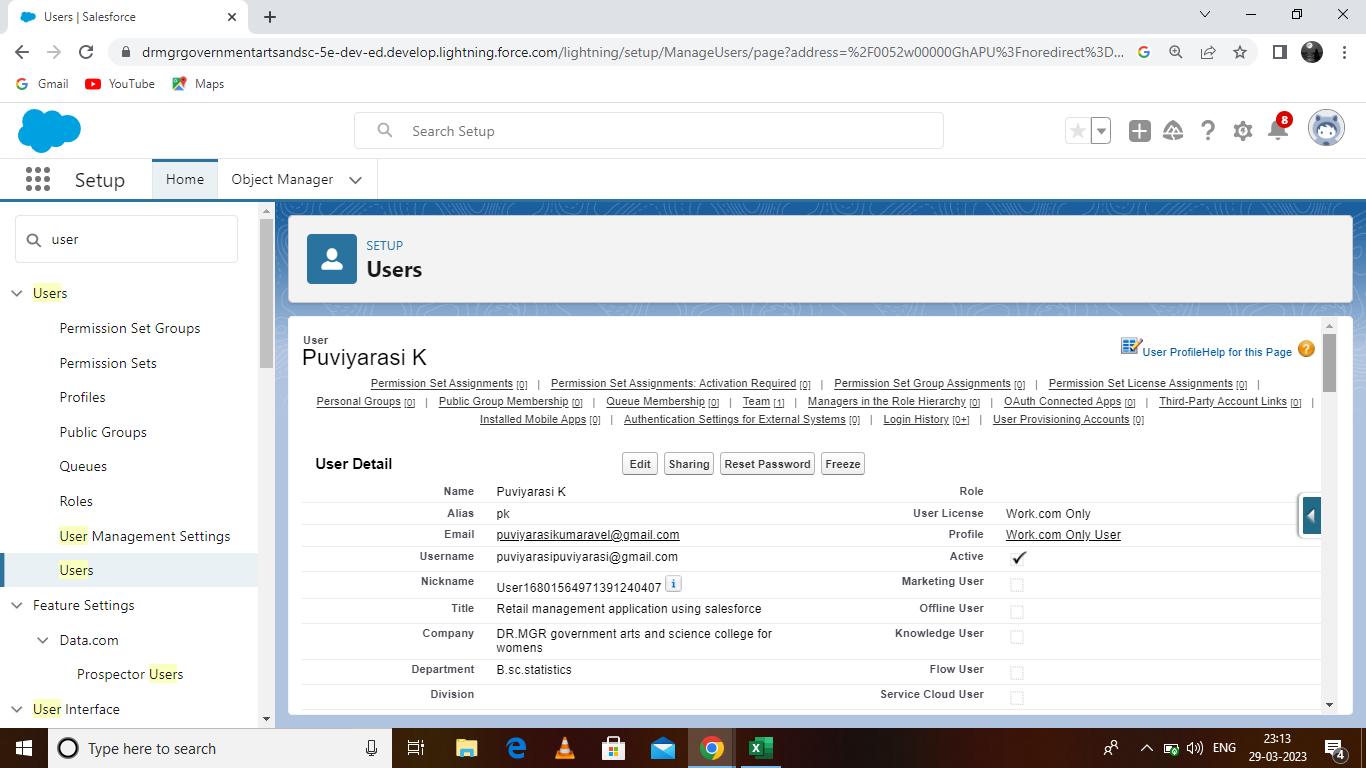 Users | Salesforce
drmgrgovernmentartsandsc-5e-dev-ed.develop.lightning.force.com/lightning/setup/ManageUsers/page?address=%2F0052w00000GhAPU%3Fnoredirect%3D...
Gmail YouTube Maps
Search Setup
8
Setup Home Object Manager
user
Users
Permission Set Groups
Permission Sets
Profiles
Public Groups
Queues
Roles
User Management Settings
Users
Feature Settings
Data.com
Prospector Users
User Interface
SETUP
Users
User
Puviyarasi K
User Profile Help for this Page ?
Permission Set Assignments [0] | Permission Set Assignments: Activation Required [0] | Permission Set Group Assignments [0] | Permission Set License Assignments [0] |
Personal Groups [0] | Public Group Membership [0] | Queue Membership [0] | Team [1] | Managers in the Role Hierarchy [0] | OAuth Connected Apps [0] | Third-Party Account Links [0] |
Installed Mobile Apps [0] | Authentication Settings for External Systems [0] | Login History [0+] | User Provisioning Accounts [0]
User Detail Edit Sharing Reset Password Freeze
Name Puviyarasi K Role
Alias pk User License Work.com Only
Email puviyarasikumaravel@gmail.com Profile Work.com Only User
Username puviyarasipuviyarasi@gmail.com Active
Nickname User16801564971391240407 i Marketing User
Title Retail management application using salesforce Offline User
Company DR.MGR government arts and science college for
womens Knowledge User
Department B.sc.statistics Flow User
Division Service Cloud User
Type here to search
ENG 23:13
29-03-2023 4